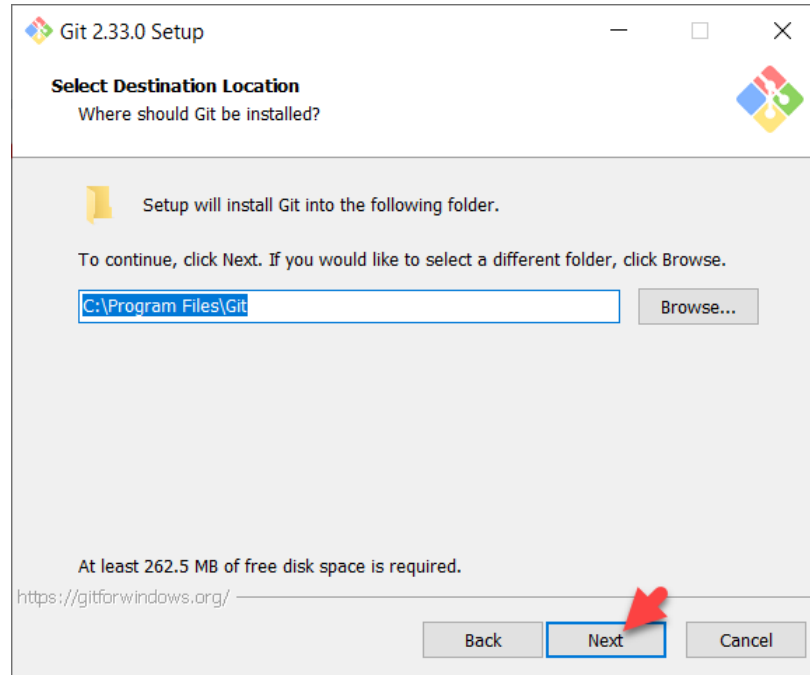 Git 2.33.0 Setup
Select Destination Location
Where should Git be installed?
Setup will install Git into the following folder.
To continue, click Next. If you would like to select a different folder, click Browse.
C:\Program Files\Git
Browse...
At least 262.5 MB of free disk space is required.
https://gitforwindows.org/
Back Next Cancel